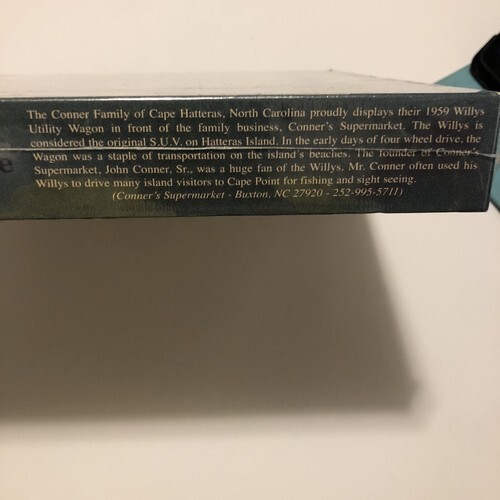 The Conner Family of Cape Hatteras, North Carolina proudly displays their 1959 Willys
Utility Wagon in front of the family business, Conner's Supermarket. The Willys is
considered the original S.U.V. on Hatteras Island. In the early days of four wheel drive, the
Wagon was a staple of transportation on the island's beaches. The founder of Conner's
Supermarket, John Conner, Sr., was a huge fan of the Willys. Mr. Conner often used his
Willys to drive many island visitors to Cape Point for fishing and sight seeing.
(Conner's Supermarket - Buxton, NC 27920 - 252-995-5711)
e